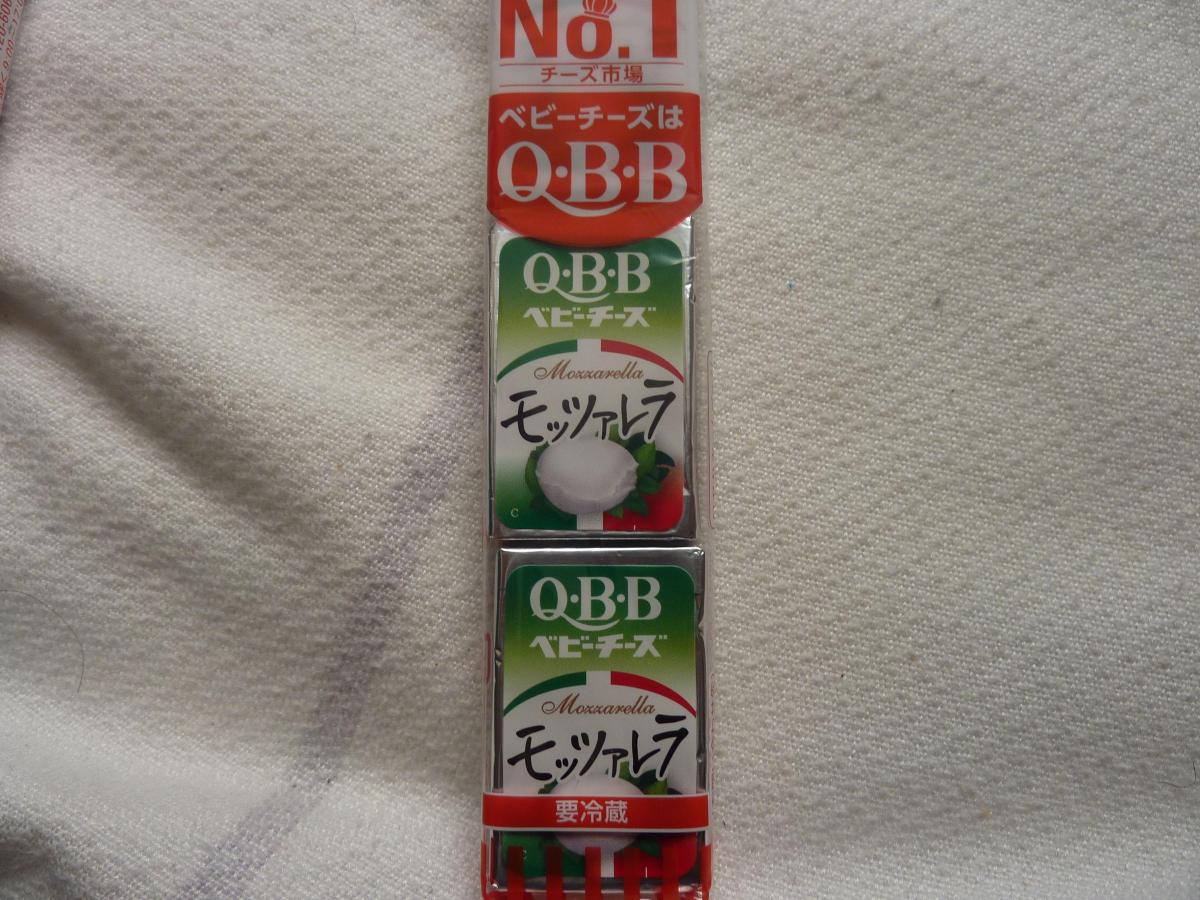 No.1
チーズ市場
ベビーチーズは
Q・B・B
Q・B・B
ベビーチーズ
Mozzarella
モッツァレラ
C
L
Q・B・B
ベビーチーズ
Mozzarella
モッツァレラ
要冷蔵
C